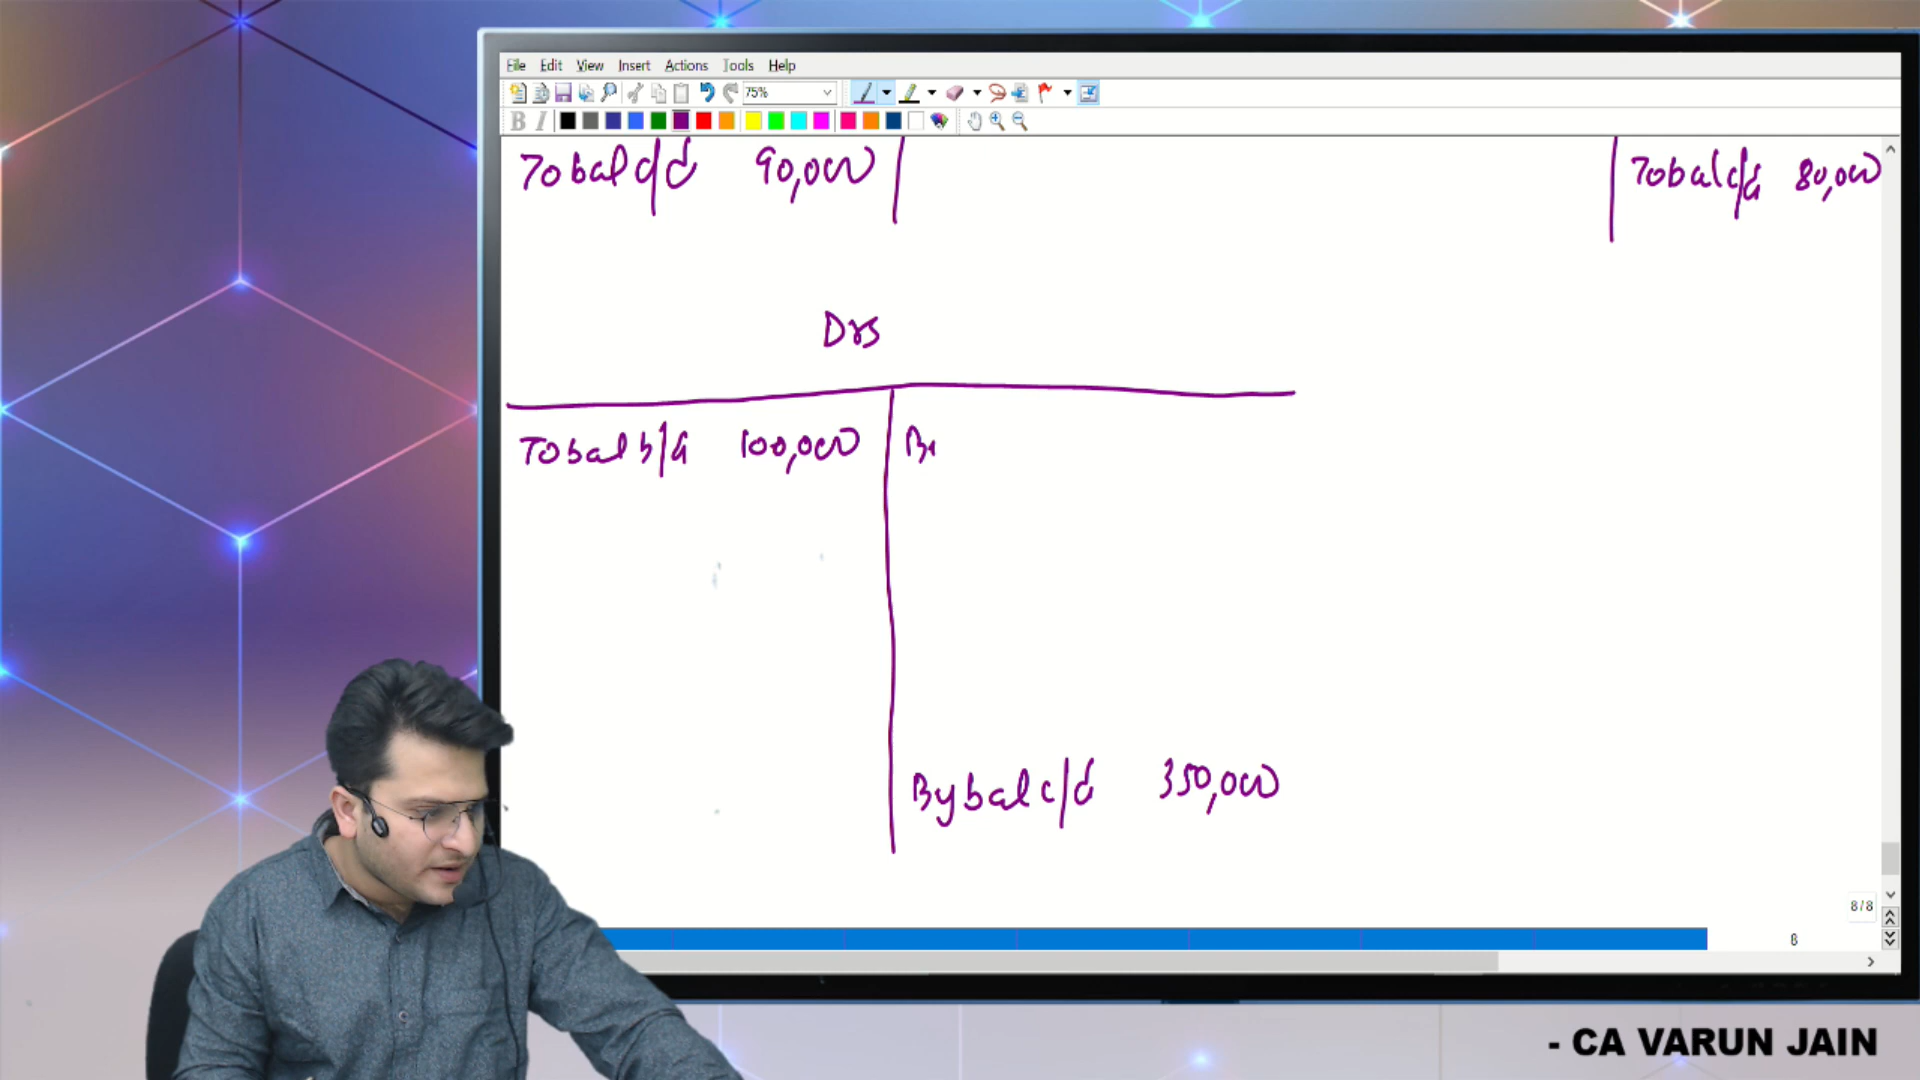 File Edit View Insert Actions Tools Help
75%
B I
To bal c/d 90,000
To bal c/d 80,000
Drs
To bal b/d 100,000
By
By bal c/d 350,000
8/8
8
- CA VARUN JAIN